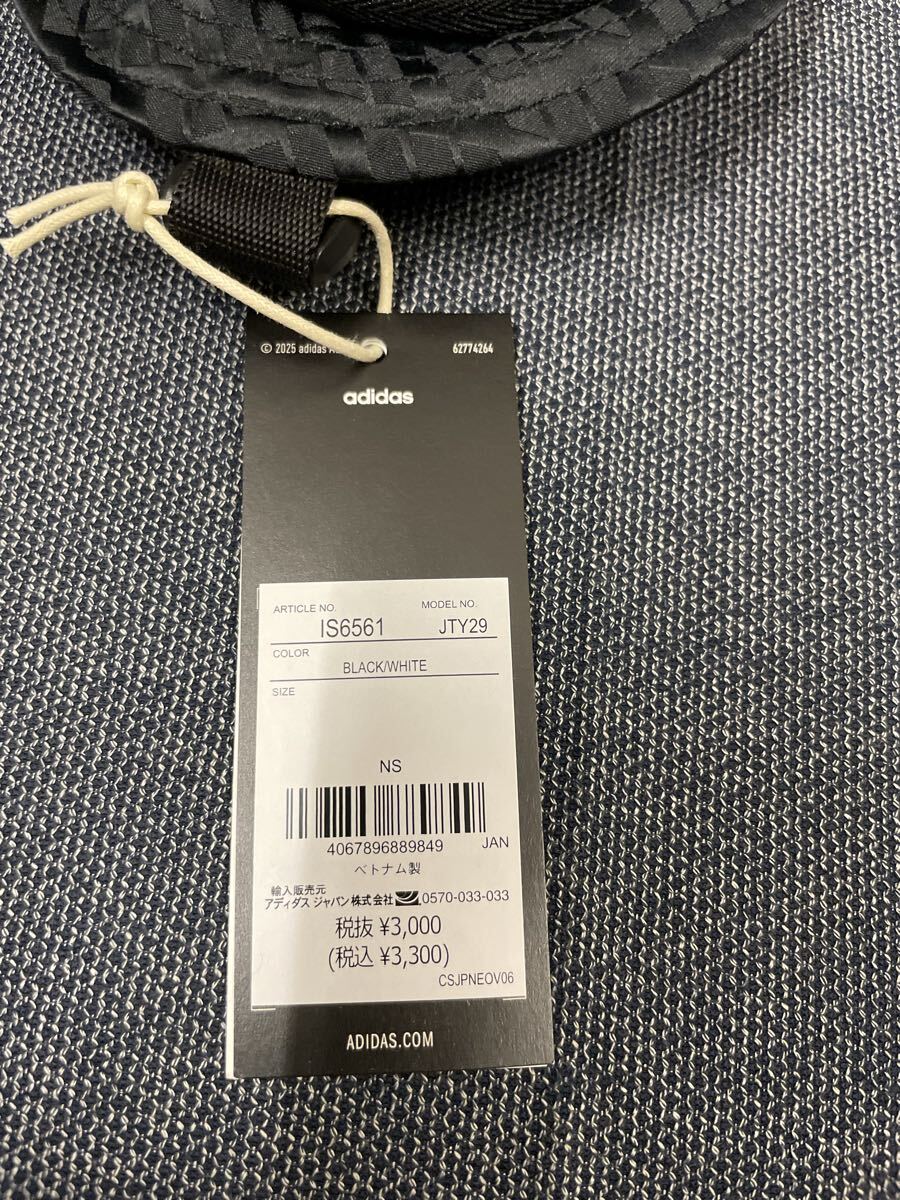 © 2025 adidas
62774264
adidas
ARTICLE NO. MODEL NO.
IS6561 JTY29
COLOR
BLACK/WHITE
SIZE
NS
4067896889849 JAN
ベトナム製
輸入販売元
アディダス ジャパン株式会社 0570-033-033
税抜 ¥3,000
(税込 ¥3,300)
CSJPNEOV06
ADIDAS.COM